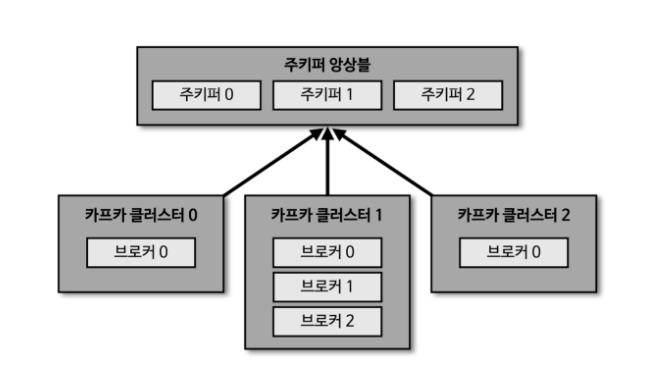 주키퍼 앙상블
주키퍼 0 주키퍼 1 주키퍼 2
카프카 클러스터 0
브로커 0
카프카 클러스터 1
브로커 0
브로커 1
브로커 2
카프카 클러스터 2
브로커 0